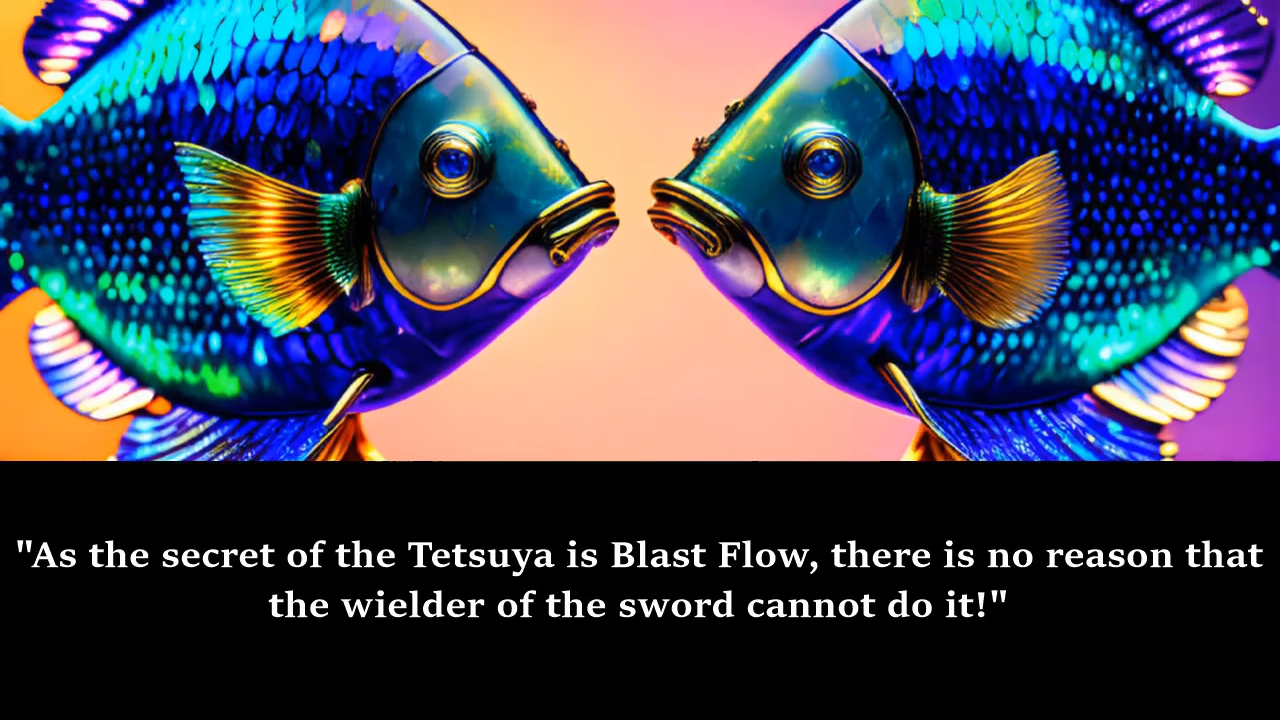 "As the secret of the Tetsuya is Blast Flow, there is no reason that
the wielder of the sword cannot do it!"